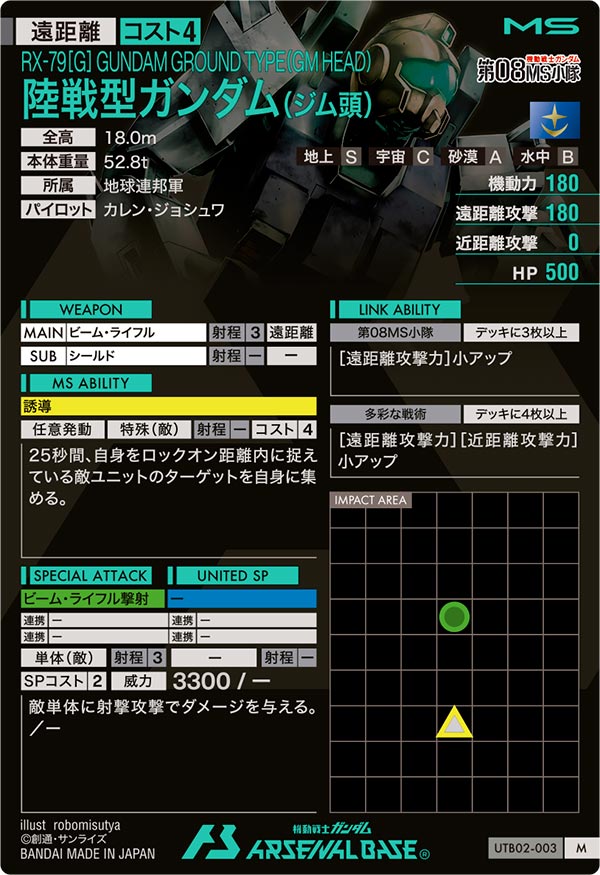 遠距離 コスト4 MS
RX-79[G] GUNDAM GROUND TYPE(GM HEAD)
陸戦型ガンダム(ジム頭)
機動戦士ガンダム
第08MS小隊
全高 18.0m
本体重量 52.8t
所属 地球連邦軍
パイロット カレン・ジョシュワ
地上 S 宇宙 C 砂漠 A 水中 B
機動力 180
遠距離攻撃 180
近距離攻撃 0
HP 500
WEAPON
MAIN ビーム・ライフル 射程 3 遠距離
SUB シールド 射程 ー ー
MS ABILITY
誘導
任意発動 特殊(敵) 射程 ー コスト 4
25秒間、自身をロックオン距離内に捉え
ている敵ユニットのターゲットを自身に集
める。
LINK ABILITY
第08MS小隊 デッキに3枚以上
[遠距離攻撃力]小アップ
多彩な戦術 デッキに4枚以上
[遠距離攻撃力][近距離攻撃力]
小アップ
IMPACT AREA
SPECIAL ATTACK UNITED SP
ビーム・ライフル撃射 ー
連携 ー 連携 ー
連携 ー 連携 ー
単体(敵) 射程 3 ー 射程 ー
SPコスト 2 威力 3300 / ー
敵単体に射撃攻撃でダメージを与える。
/ー
illust robomisutya
©創通・サンライズ
BANDAI MADE IN JAPAN
機動戦士ガンダム
ARSENAL BASE®
UTB02-003 M